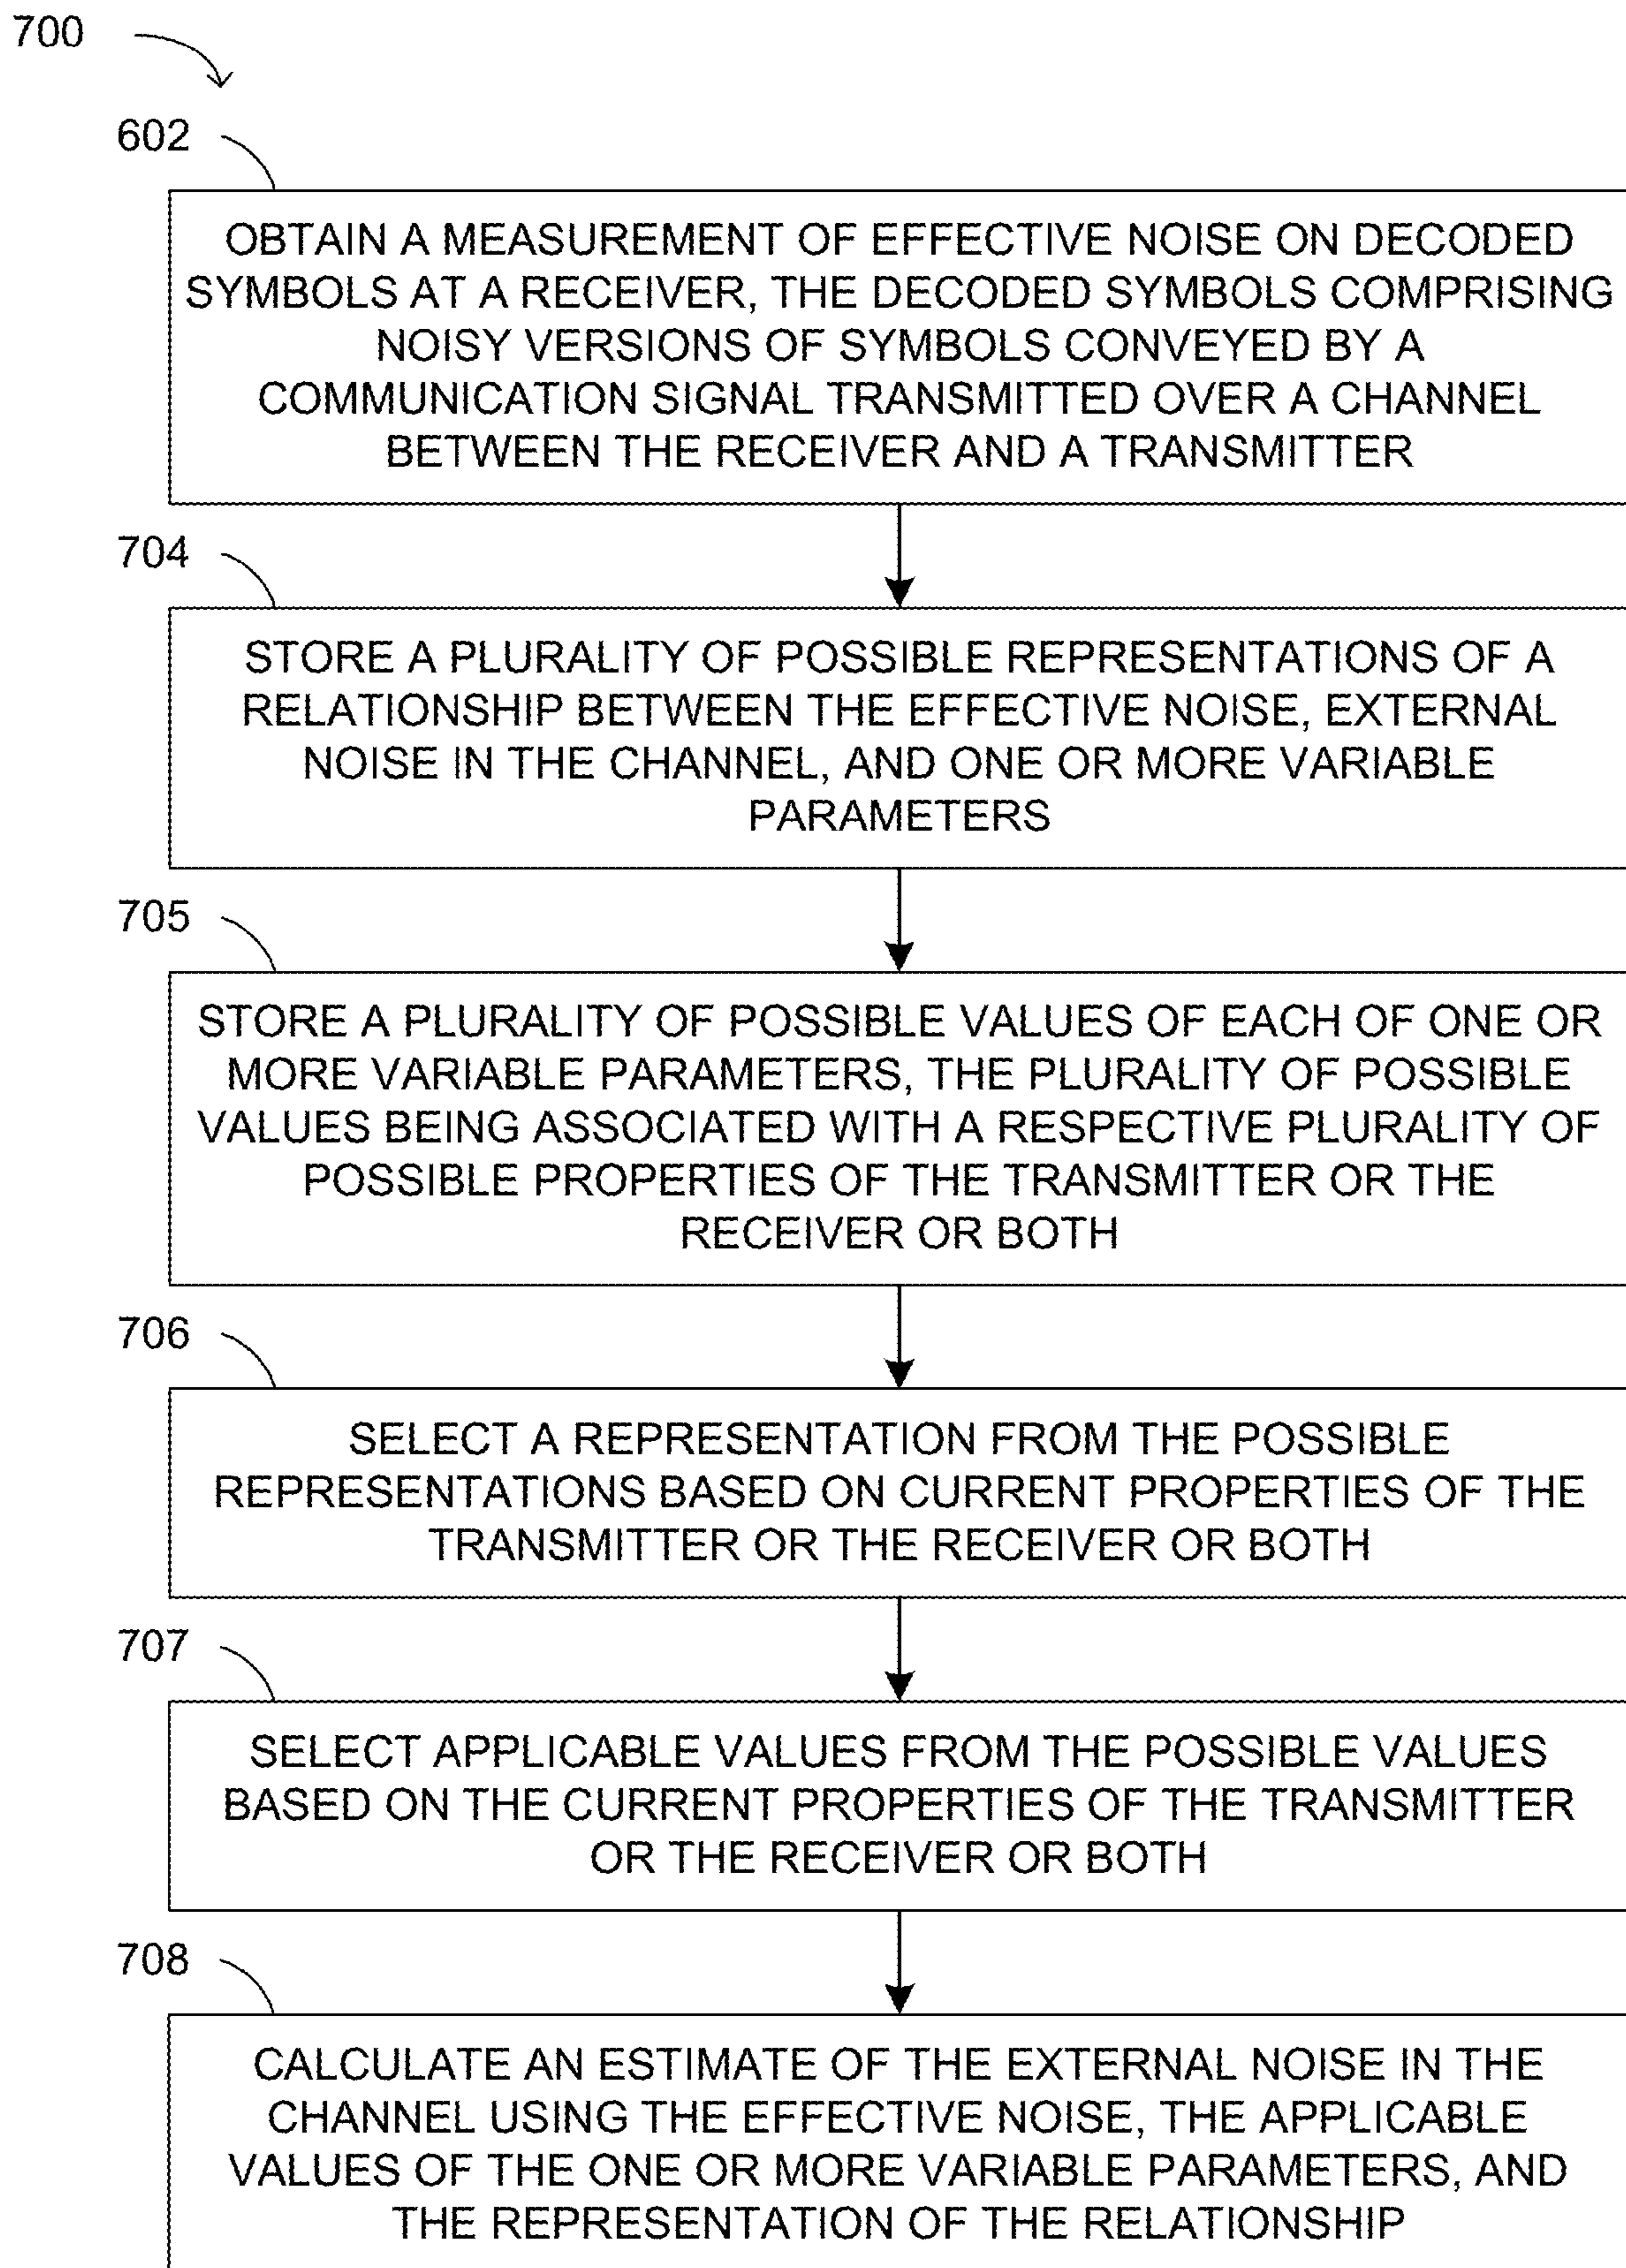 700
602
OBTAIN A MEASUREMENT OF EFFECTIVE NOISE ON DECODED
SYMBOLS AT A RECEIVER, THE DECODED SYMBOLS COMPRISING
NOISY VERSIONS OF SYMBOLS CONVEYED BY A
COMMUNICATION SIGNAL TRANSMITTED OVER A CHANNEL
BETWEEN THE RECEIVER AND A TRANSMITTER
704
STORE A PLURALITY OF POSSIBLE REPRESENTATIONS OF A
RELATIONSHIP BETWEEN THE EFFECTIVE NOISE, EXTERNAL
NOISE IN THE CHANNEL, AND ONE OR MORE VARIABLE
PARAMETERS
705
STORE A PLURALITY OF POSSIBLE VALUES OF EACH OF ONE OR
MORE VARIABLE PARAMETERS, THE PLURALITY OF POSSIBLE
VALUES BEING ASSOCIATED WITH A RESPECTIVE PLURALITY OF
POSSIBLE PROPERTIES OF THE TRANSMITTER OR THE
RECEIVER OR BOTH
706
SELECT A REPRESENTATION FROM THE POSSIBLE
REPRESENTATIONS BASED ON CURRENT PROPERTIES OF THE
TRANSMITTER OR THE RECEIVER OR BOTH
707
SELECT APPLICABLE VALUES FROM THE POSSIBLE VALUES
BASED ON THE CURRENT PROPERTIES OF THE TRANSMITTER
OR THE RECEIVER OR BOTH
708
CALCULATE AN ESTIMATE OF THE EXTERNAL NOISE IN THE
CHANNEL USING THE EFFECTIVE NOISE, THE APPLICABLE
VALUES OF THE ONE OR MORE VARIABLE PARAMETERS, AND
THE REPRESENTATION OF THE RELATIONSHIP